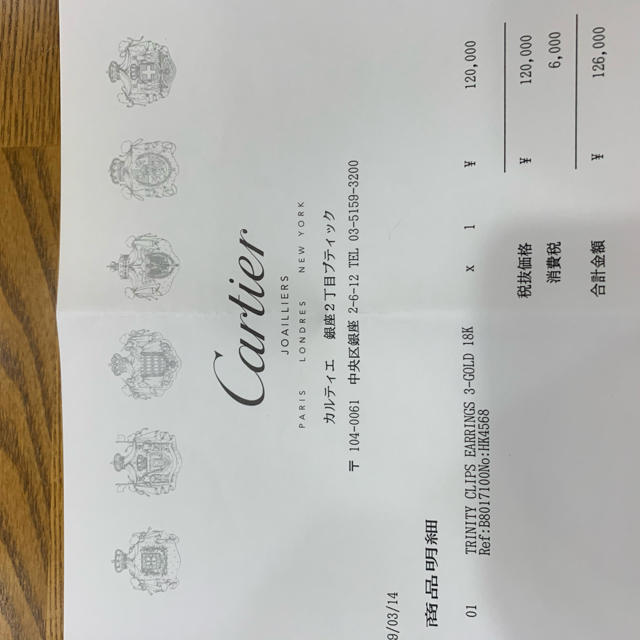 Cartier
JOAILLIERS
PARIS LONDRES NEW YORK
カルティエ 銀座2丁目ブティック
〒 104-0061 中央区銀座 2-6-12 TEL 03-5159-3200
9/03/14
商品明細
01 TRINITY CLIPS EARRINGS 3-GOLD 18K x 1 ¥ 120,000
Ref:B8017100No:HK4568
税抜価格 ¥ 120,000
消費税 6,000
合計金額 ¥ 126,000